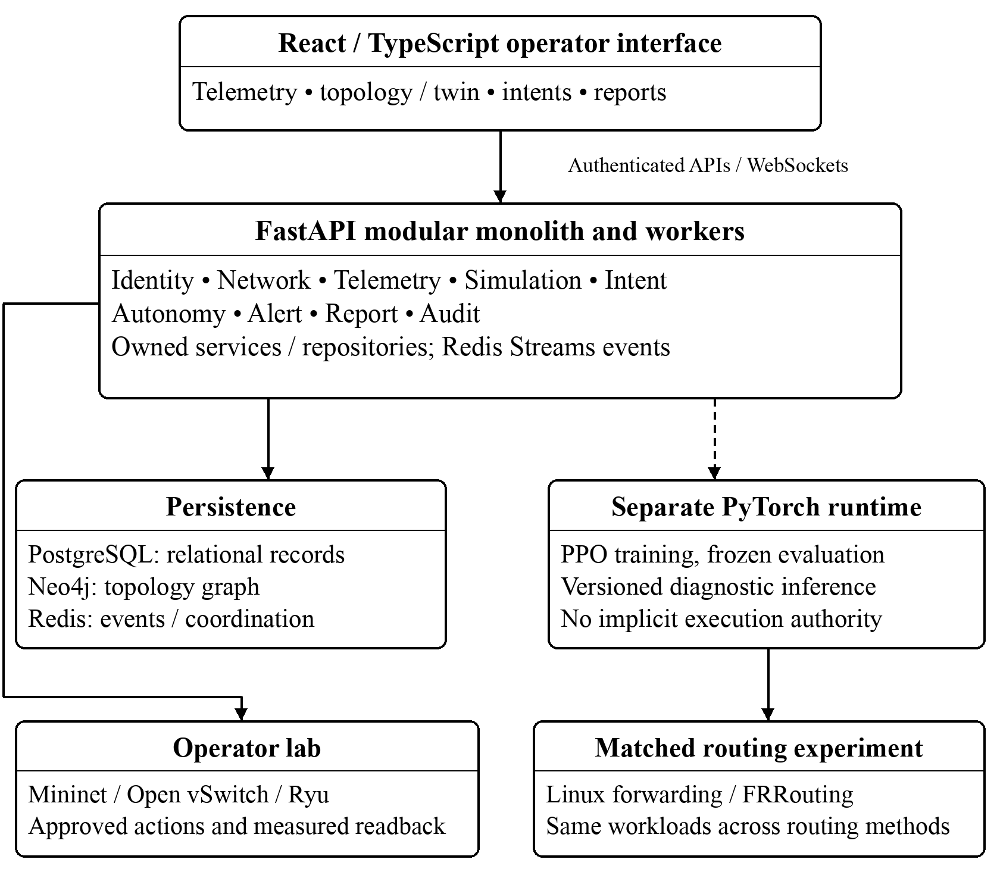 React / TypeScript operator interface
Telemetry • topology / twin • intents • reports
Authenticated APIs / WebSockets
FastAPI modular monolith and workers
Identity • Network • Telemetry • Simulation • Intent
Autonomy • Alert • Report • Audit
Owned services / repositories; Redis Streams events
Persistence
PostgreSQL: relational records
Neo4j: topology graph
Redis: events / coordination
Separate PyTorch runtime
PPO training, frozen evaluation
Versioned diagnostic inference
No implicit execution authority
Operator lab
Mininet / Open vSwitch / Ryu
Approved actions and measured readback
Matched routing experiment
Linux forwarding / FRRouting
Same workloads across routing methods